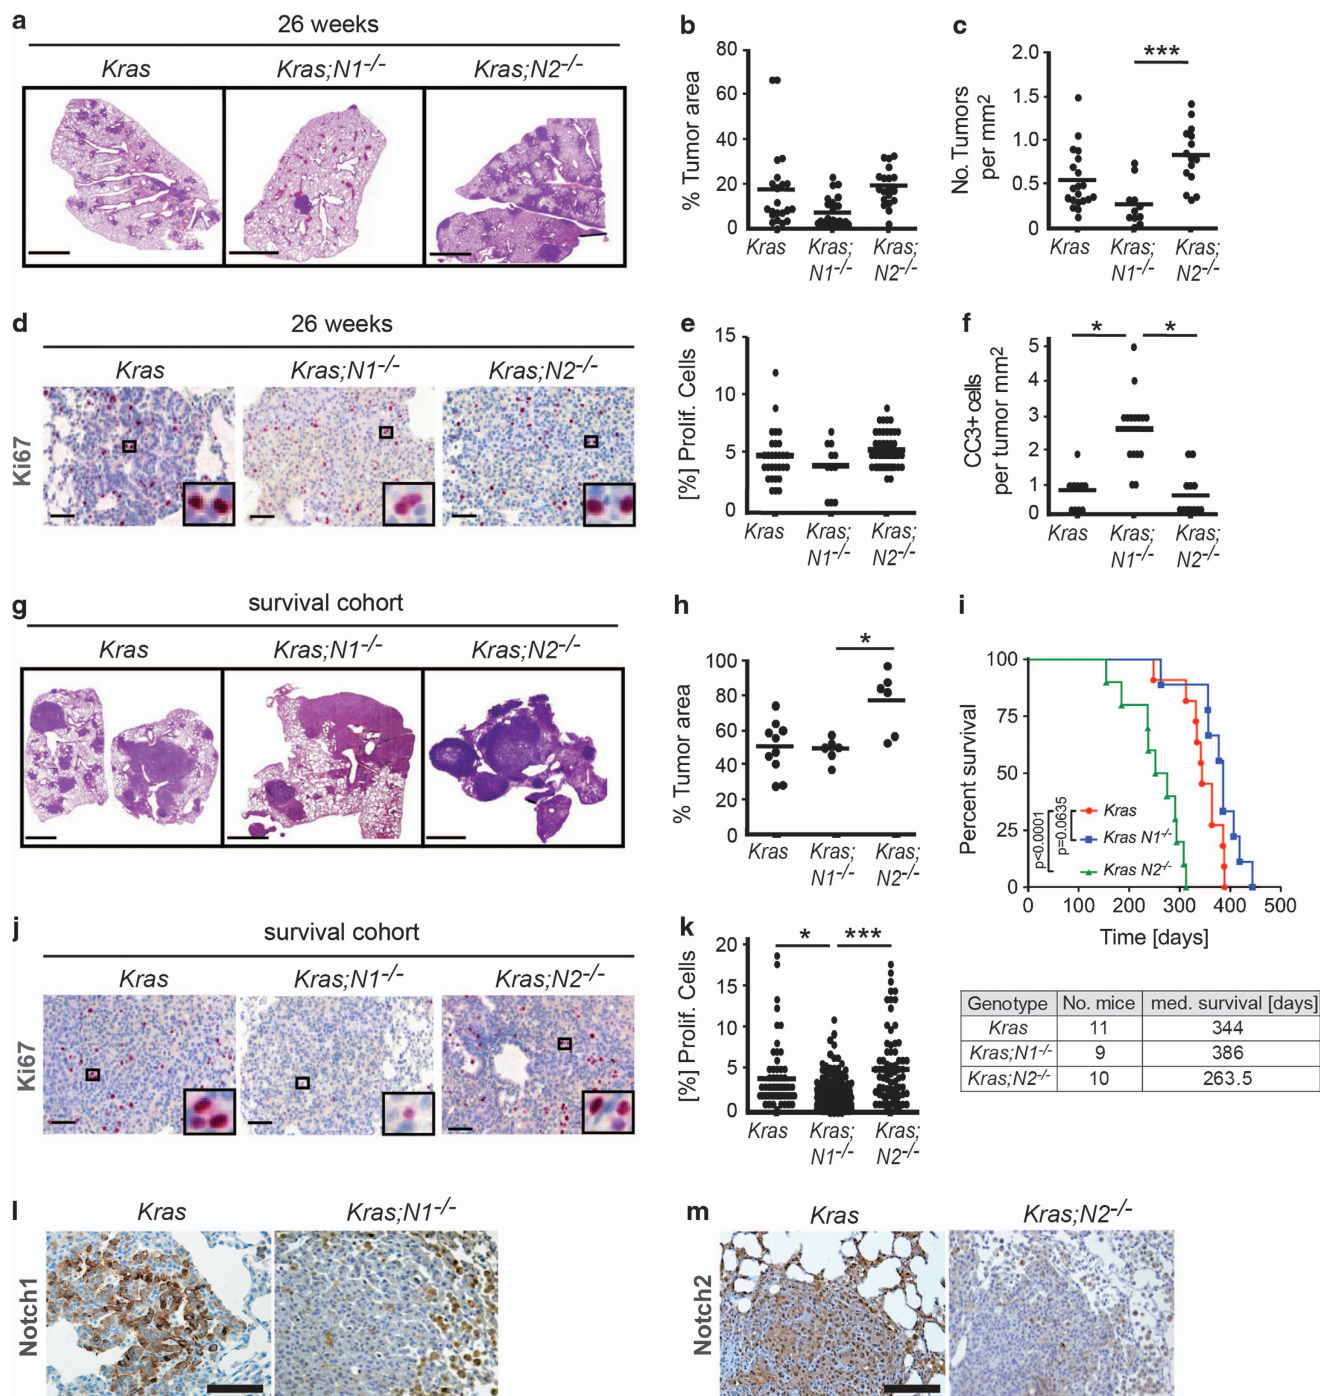 a
26 weeks
Kras Kras;N1-/- Kras;N2-/-
b
% Tumor area
80
60
40
20
0
Kras Kras; Kras;
N1-/- N2-/-
c
No. Tumors
per mm2
2.0
1.5
1.0
0.5
0
***
Kras Kras; Kras;
N1-/- N2-/-
d
26 weeks
Kras Kras;N1-/- Kras;N2-/-
Ki67
e
[%] Prolif. Cells
15
10
5
0
Kras Kras; Kras;
N1-/- N2-/-
f
CC3+ cells
per tumor mm2
5
4
3
2
1
0
* *
Kras Kras; Kras;
N1-/- N2-/-
g
survival cohort
Kras Kras;N1-/- Kras;N2-/-
h
% Tumor area
100
80
60
40
20
0
*
Kras Kras; Kras;
N1-/- N2-/-
i
Percent survival
100
75
50
25
0
p<0.0001
p=0.0635
Kras
Kras N1-/-
Kras N2-/-
0 100 200 300 400 500
Time [days]
Genotype No. mice med. survival [days]
Kras 11 344
Kras;N1-/- 9 386
Kras;N2-/- 10 263.5
j
survival cohort
Kras Kras;N1-/- Kras;N2-/-
Ki67
k
[%] Prolif. Cells
20
15
10
5
0
* ***
Kras Kras; Kras;
N1-/- N2-/-
l
Kras Kras;N1-/-
Notch1
m
Kras Kras;N2-/-
Notch2